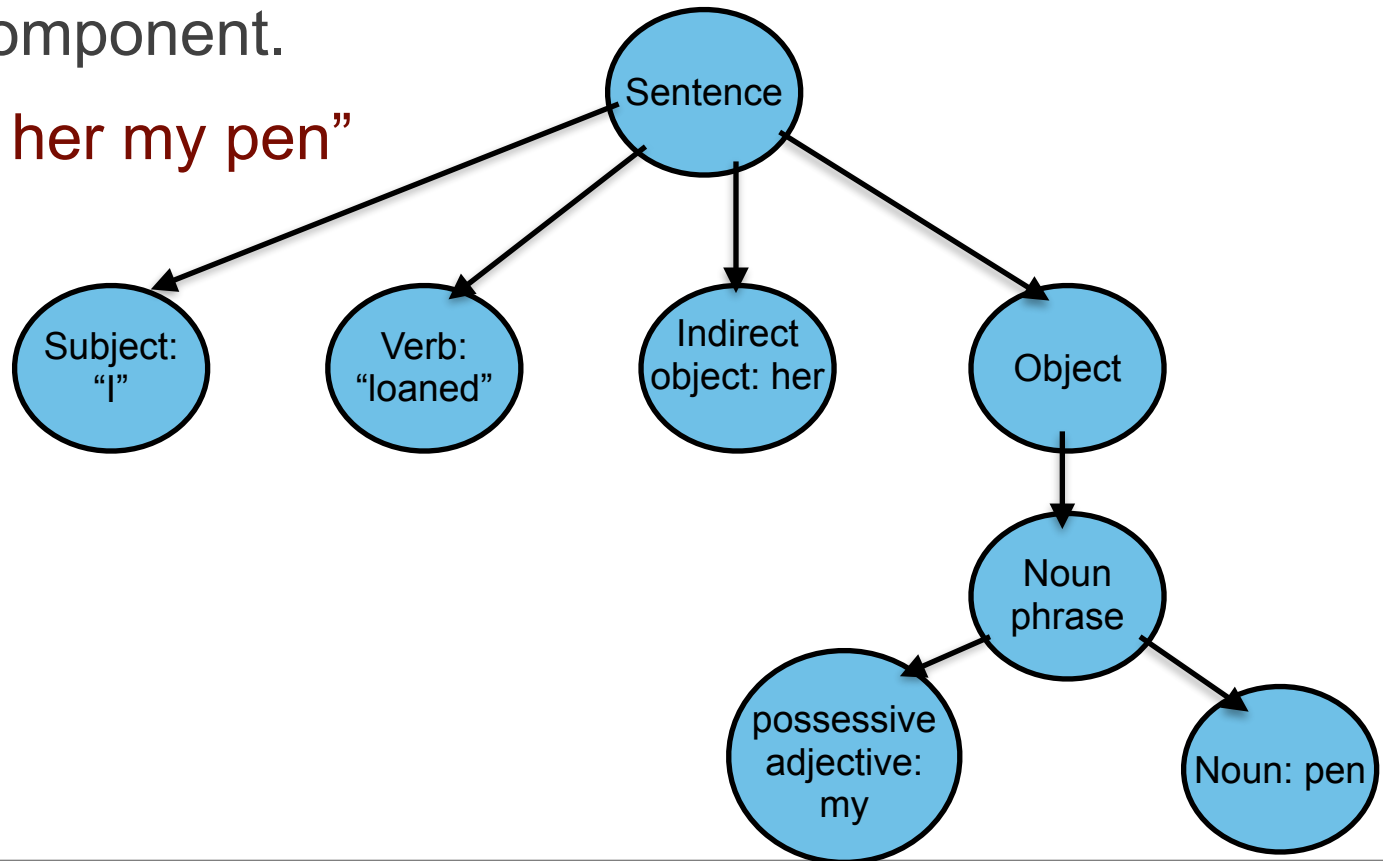 omponent.
her my pen”
Sentence
Subject:
“I”
Verb:
“loaned”
Indirect
object: her
Object
Noun
phrase
possessive
adjective:
my
Noun: pen